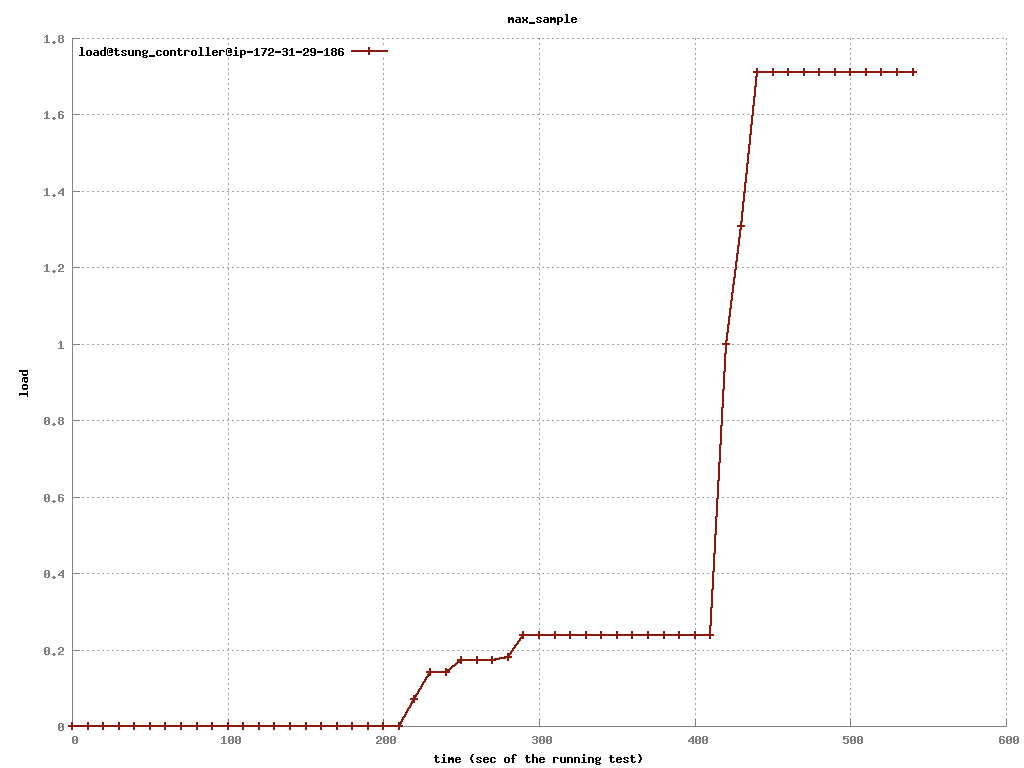 max_sample
load@tsung_controller@ip-172-31-29-186
1.8
1.6
1.4
1.2
1
0.8
0.6
0.4
0.2
0
load
0 100 200 300 400 500 600
time (sec of the running test)